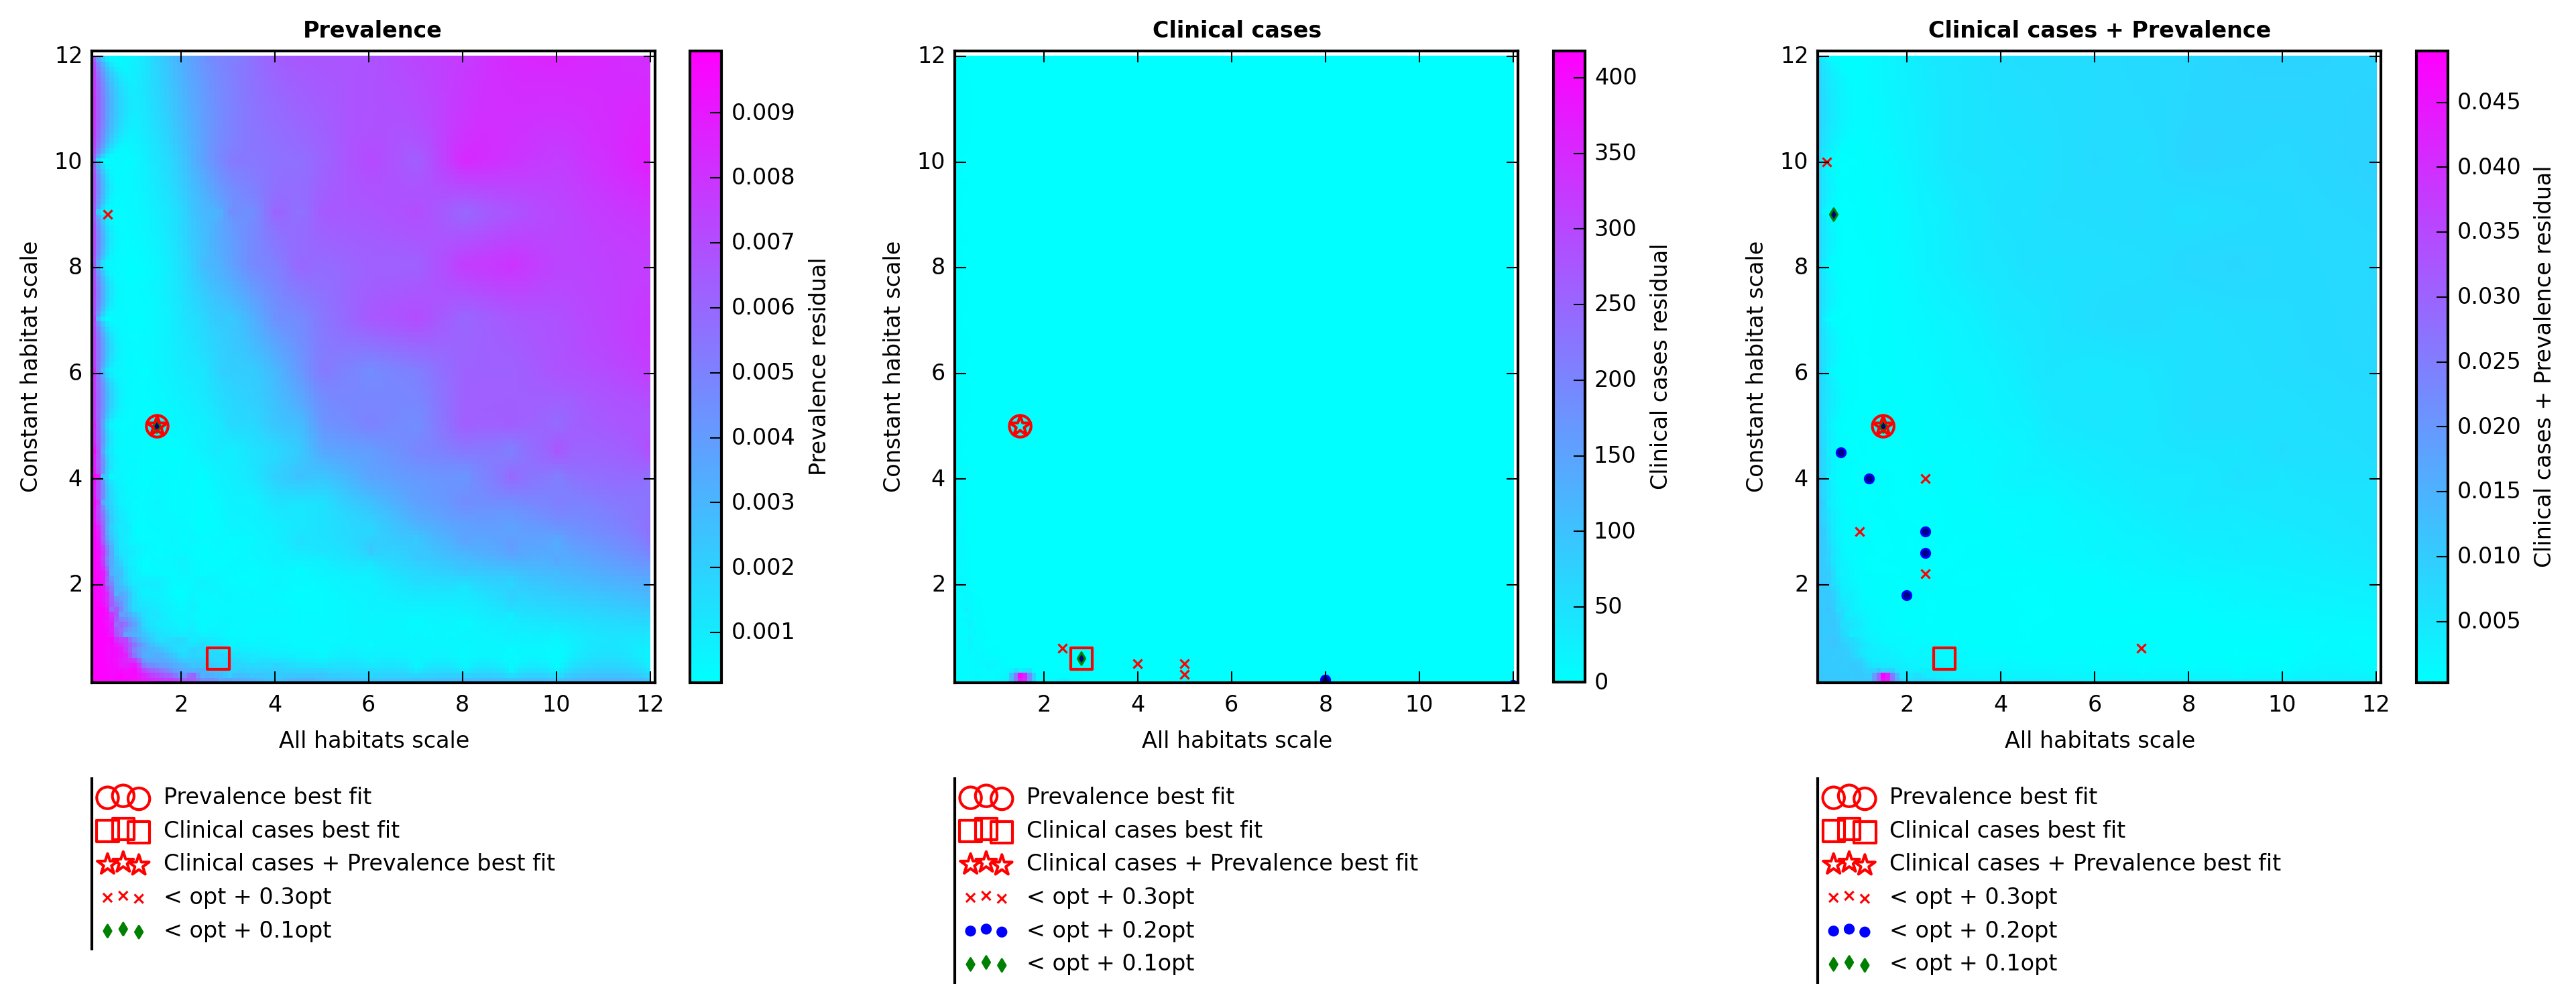 Prevalence
12
10
8
6
4
2
Constant habitat scale
2 4 6 8 10 12
All habitats scale
0.009
0.008
0.007
0.006
0.005
0.004
0.003
0.002
0.001
Prevalence residual
Prevalence best fit
Clinical cases best fit
Clinical cases + Prevalence best fit
< opt + 0.3opt
< opt + 0.1opt
Clinical cases
12
10
8
6
4
2
Constant habitat scale
2 4 6 8 10 12
All habitats scale
400
350
300
250
200
150
100
50
0
Clinical cases residual
Prevalence best fit
Clinical cases best fit
Clinical cases + Prevalence best fit
< opt + 0.3opt
< opt + 0.2opt
< opt + 0.1opt
Clinical cases + Prevalence
12
10
8
6
4
2
Constant habitat scale
2 4 6 8 10 12
All habitats scale
0.045
0.040
0.035
0.030
0.025
0.020
0.015
0.010
0.005
Clinical cases + Prevalence residual
Prevalence best fit
Clinical cases best fit
Clinical cases + Prevalence best fit
< opt + 0.3opt
< opt + 0.2opt
< opt + 0.1opt